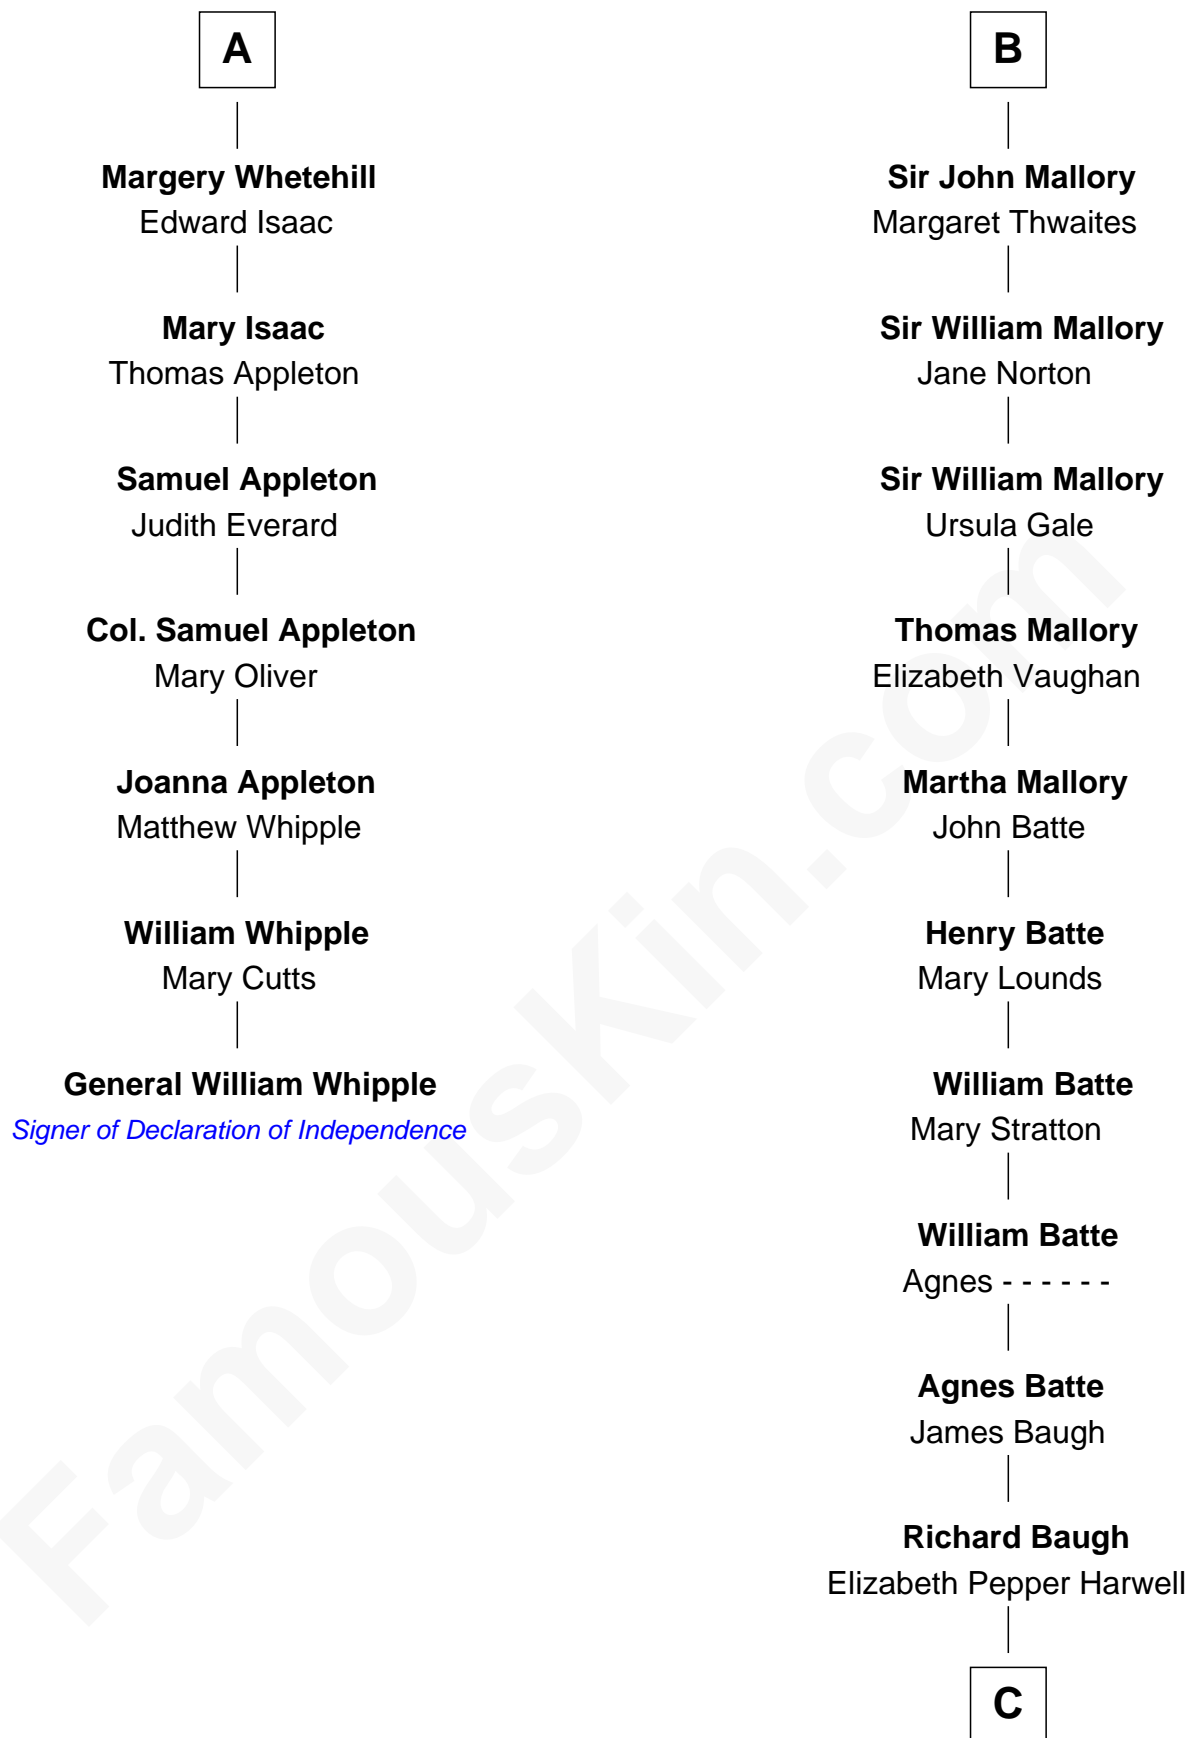 A
Margery Whetehill
Edward Isaac
Mary Isaac
Thomas Appleton
Samuel Appleton
Judith Everard
Col. Samuel Appleton
Mary Oliver
Joanna Appleton
Matthew Whipple
William Whipple
Mary Cutts
General William Whipple
Signer of Declaration of Independence
B
Sir John Mallory
Margaret Thwaites
Sir William Mallory
Jane Norton
Sir William Mallory
Ursula Gale
Thomas Mallory
Elizabeth Vaughan
Martha Mallory
John Batte
Henry Batte
Mary Lounds
William Batte
Mary Stratton
William Batte
Agnes - - - - - -
Agnes Batte
James Baugh
Richard Baugh
Elizabeth Pepper Harwell
C
FamousKin.com